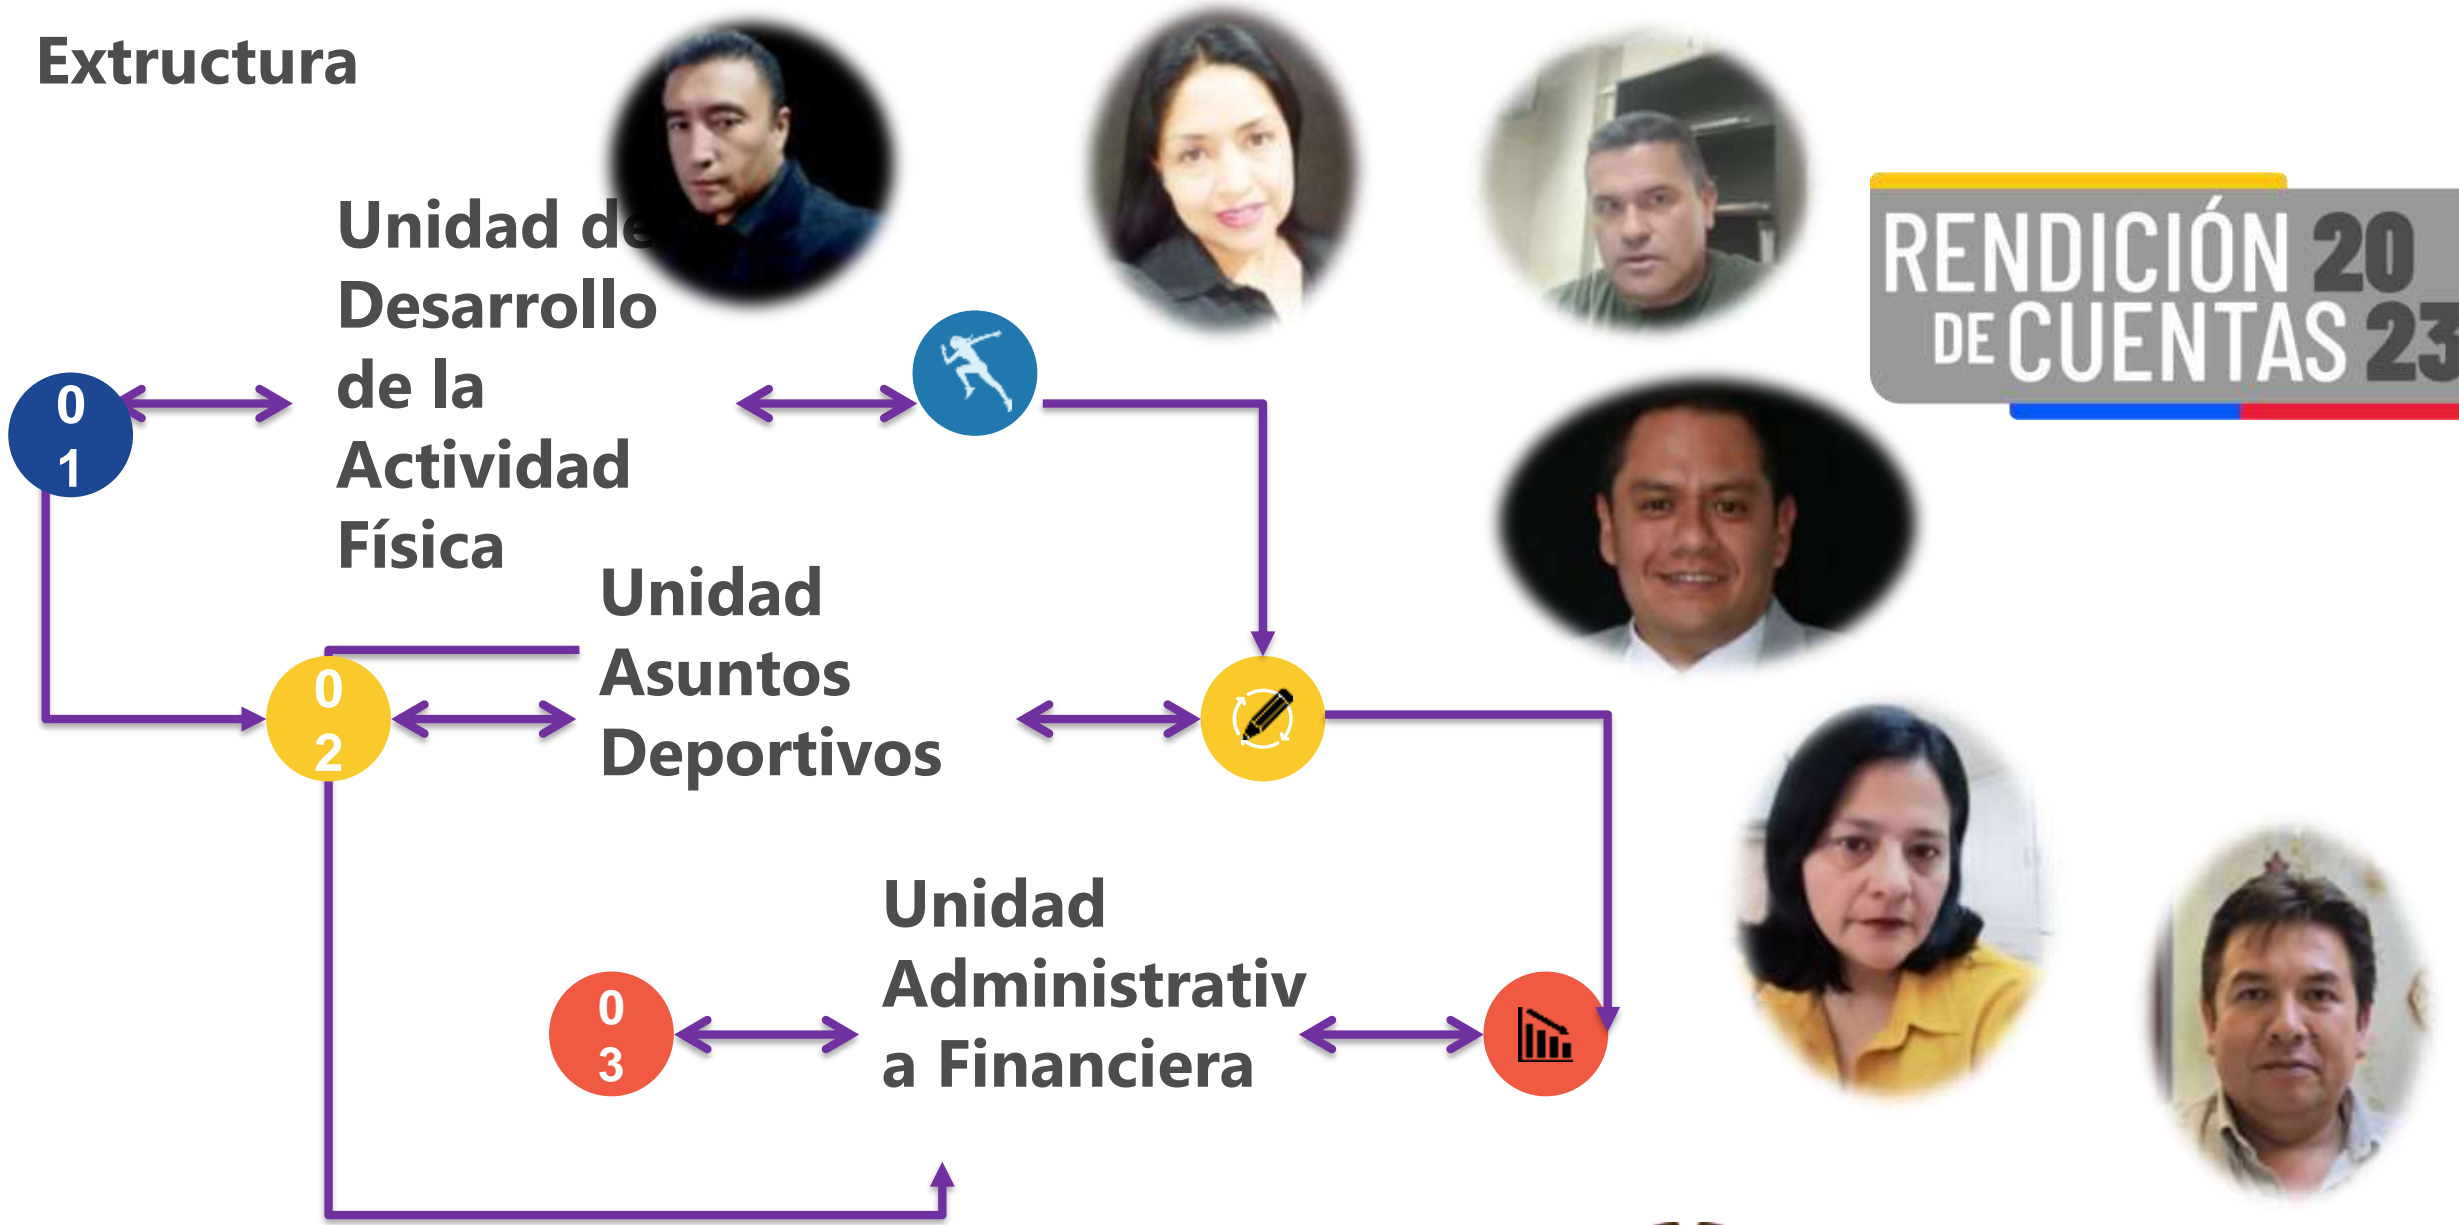 Extructura
Unidad de
Desarrollo
de la
Actividad
Física
RENDICIÓN 20
DE CUENTAS 23
0
1
Unidad
Asuntos
Deportivos
0
2
Unidad
Administrativ
a Financiera
0
3